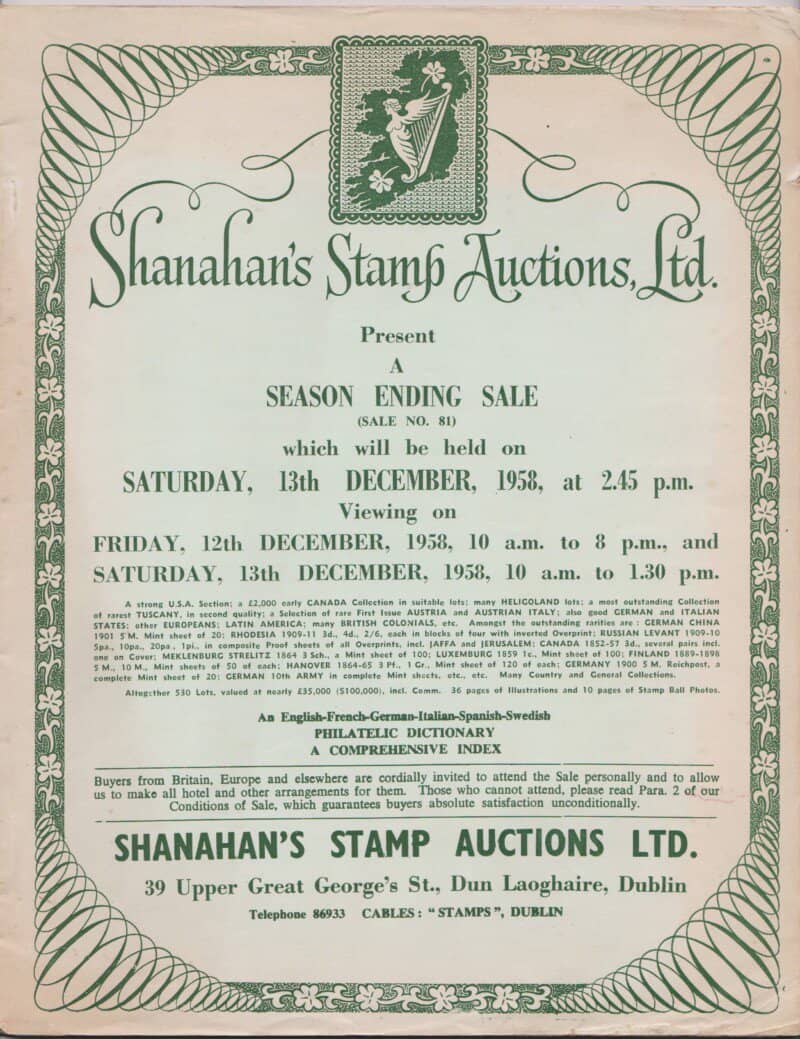 Shanahan's Stamp Auctions, Ltd.
Present
A
SEASON ENDING SALE
(SALE NO. 81)
which will be held on
SATURDAY, 13th DECEMBER, 1958, at 2.45 p.m.
Viewing on
FRIDAY, 12th DECEMBER, 1958, 10 a.m. to 8 p.m., and
SATURDAY, 13th DECEMBER, 1958, 10 a.m. to 1.30 p.m.
A strong U.S.A. Section; a £2,000 early CANADA Collection in suitable lots; many HELIGOLAND lots; a most outstanding Collection
of rarest TUSCANY, in second quality; a Selection of rare First Issue AUSTRIA and AUSTRIAN ITALY; also good GERMAN and ITALIAN
STATES; other EUROPEANS; LATIN AMERICA; many BRITISH COLONIALS, etc. Amongst the outstanding rarities are : GERMAN CHINA
1901 5 M. Mint sheet of 20; RHODESIA 1909-11 3d., 4d., 2/6, each in blocks of four with inverted Overprint; RUSSIAN LEVANT 1909-10
5pa., 10pa., 20pa., 1pi., in composite Proof sheets of all Overprints, incl. JAFFA and JERUSALEM; CANADA 1852-57 3d., several pairs incl.
one on Cover; MEKLENBURG STRELITZ 1864 3 Sch., a Mint sheet of 100; LUXEMBURG 1859 1c., Mint sheet of 100; FINLAND 1889-1898
5 M., 10 M., Mint sheets of 50 of each; HANOVER 1864-65 3 Pf., 1 Gr., Mint sheet of 120 of each; GERMANY 1900 5 M. Reichpost, a
complete Mint sheet of 20; GERMAN 10th ARMY in complete Mint sheets, etc., etc. Many Country and General Collections.
Altogether 530 Lots, valued at nearly £35,000 ($100,000), incl. Comm. 36 pages of Illustrations and 10 pages of Stamp Ball Photos.
An English-French-German-Italian-Spanish-Swedish
PHILATELIC DICTIONARY
A COMPREHENSIVE INDEX
Buyers from Britain, Europe and elsewhere are cordially invited to attend the Sale personally and to allow
us to make all hotel and other arrangements for them. Those who cannot attend, please read Para. 2 of our
Conditions of Sale, which guarantees buyers absolute satisfaction unconditionally.
SHANAHAN'S STAMP AUCTIONS LTD.
39 Upper Great George's St., Dun Laoghaire, Dublin
Telephone 86933 CABLES : "STAMPS", DUBLIN